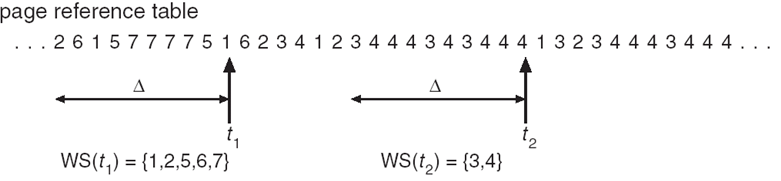 page reference table
. . . 2 6 1 5 7 7 7 7 5 1 6 2 3 4 1 2 3 4 4 4 3 4 3 4 4 4 1 3 2 3 4 4 4 3 4 4 4 . . .
Δ Δ
t1 t2
WS(t1) = {1,2,5,6,7} WS(t2) = {3,4}